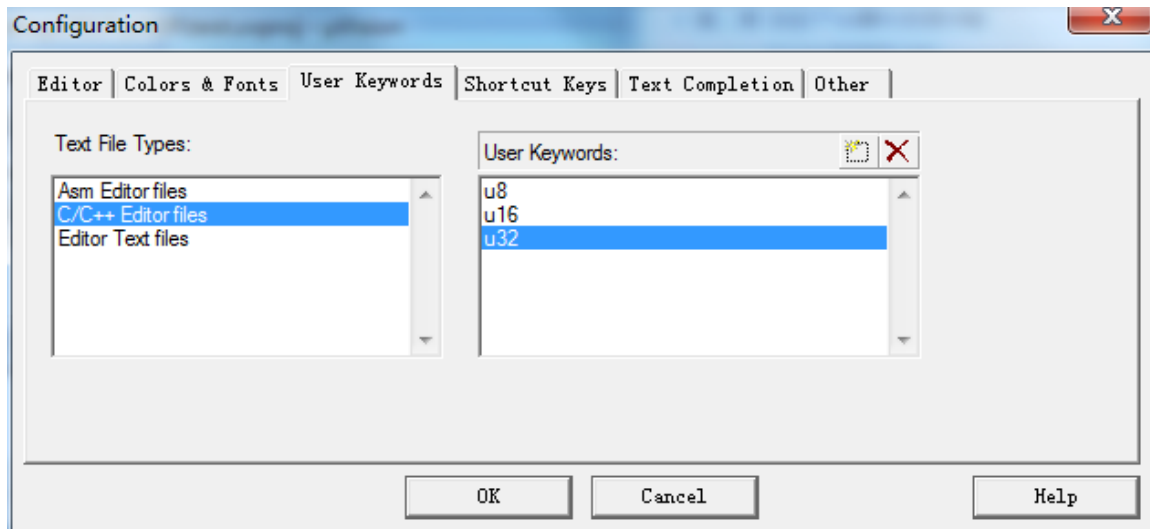 Configuration
Editor Colors & Fonts User Keywords Shortcut Keys Text Completion Other
Text File Types:
User Keywords:
Asm Editor files
C/C++ Editor files
Editor Text files
u8
u16
u32
OK Cancel Help